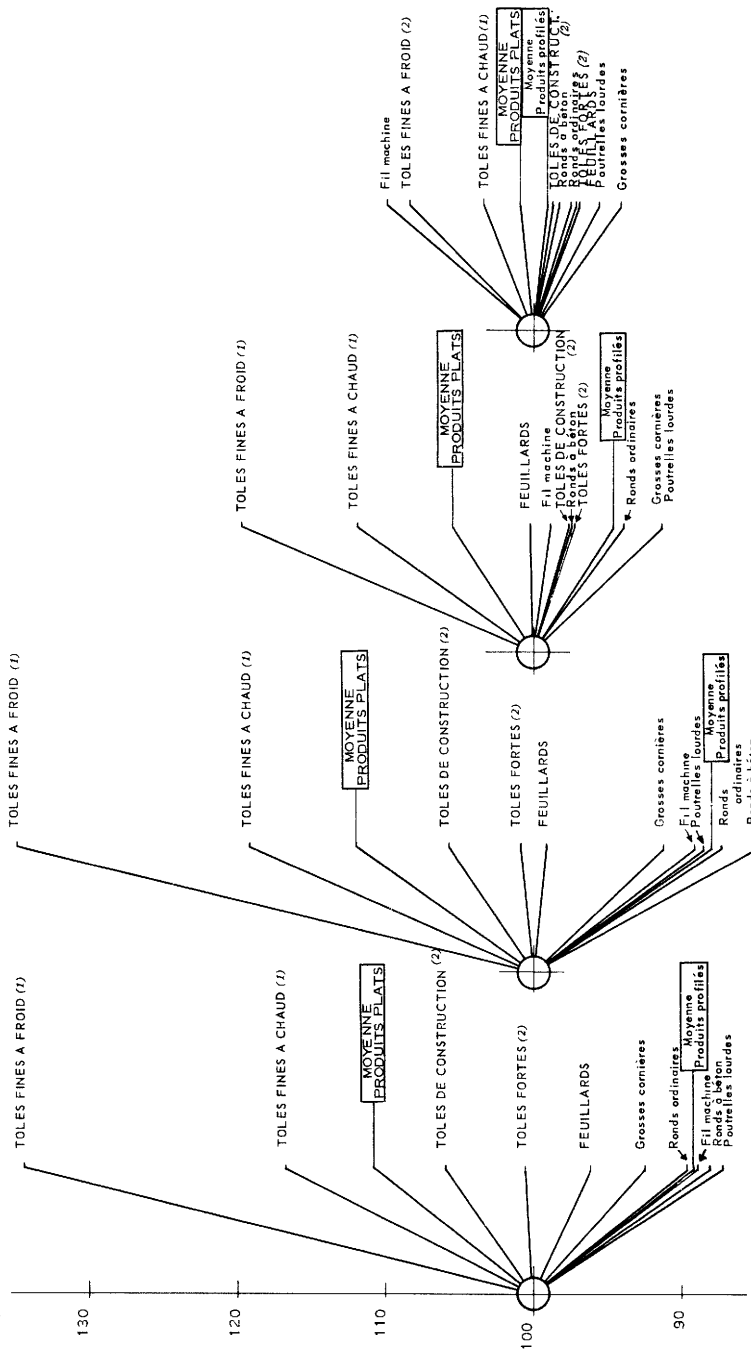 130
120
110
100
90
TOLES FINES A FROID (1)
TOLES FINES A CHAUD (1)
MOYENNE
PRODUITS PLATS
TOLES DE CONSTRUCTION (2)
TOLES FORTES (2)
FEUILLARDS
Grosses cornières
Ronds ordinaires
Moyenne
Produits profilés
Fil machine
Ronds à béton
Poutrelles lourdes
TOLES FINES A FROID (1)
TOLES FINES A CHAUD (1)
MOYENNE
PRODUITS PLATS
TOLES DE CONSTRUCTION (2)
TOLES FORTES (2)
FEUILLARDS
Grosses cornières
Fil machine
Poutrelles lourdes
Moyenne
Produits profilés
Ronds
ordinaires
TOLES FINES A FROID (1)
TOLES FINES A CHAUD (1)
MOYENNE
PRODUITS PLATS
FEUILLARDS
Fil machine
TOLES DE CONSTRUCTION
(2)
Ronds à béton
TOLES FORTES (2)
Moyenne
Produits profilés
Ronds ordinaires
Grosses cornières
Poutrelles lourdes
Fil machine
TOLES FINES A FROID (2)
TOLES FINES A CHAUD (1)
MOYENNE
PRODUITS PLATS
Moyenne
Produits profilés
TOLES DE CONSTRUCT.
(2)
Ronds à béton
Ronds ordinaires
TOLES FORTES (2)
FEUILLARDS
Poutrelles lourdes
Grosses cornières